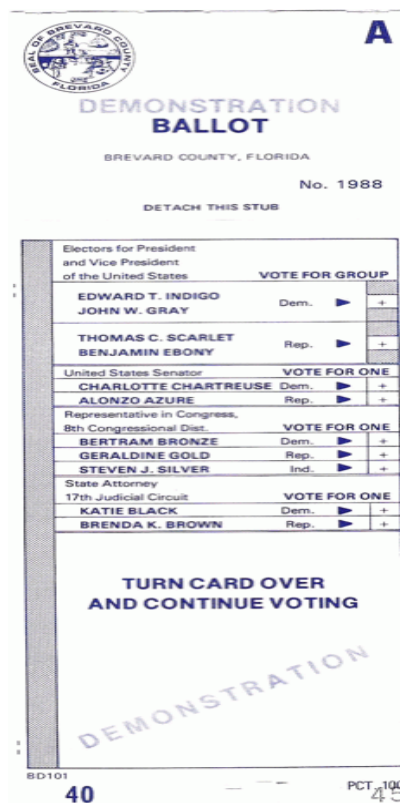 A
SEAL OF BREVARD COUNTY
FLORIDA
DEMONSTRATION
BALLOT
BREVARD COUNTY, FLORIDA
No. 1988
DETACH THIS STUB
Electors for President
and Vice President
of the United States VOTE FOR GROUP
EDWARD T. INDIGO
JOHN W. GRAY Dem. ▶ +
THOMAS C. SCARLET
BENJAMIN EBONY Rep. ▶ +
United States Senator VOTE FOR ONE
CHARLOTTE CHARTREUSE Dem. ▶ +
ALONZO AZURE Rep. ▶ +
Representative in Congress,
8th Congressional Dist. VOTE FOR ONE
BERTRAM BRONZE Dem. ▶ +
GERALDINE GOLD Rep. ▶ +
STEVEN J. SILVER Ind. ▶ +
State Attorney
17th Judicial Circuit VOTE FOR ONE
KATIE BLACK Dem. ▶ +
BRENDA K. BROWN Rep. ▶ +
TURN CARD OVER
AND CONTINUE VOTING
DEMONSTRATION
BD101
40 PCT. 100
45